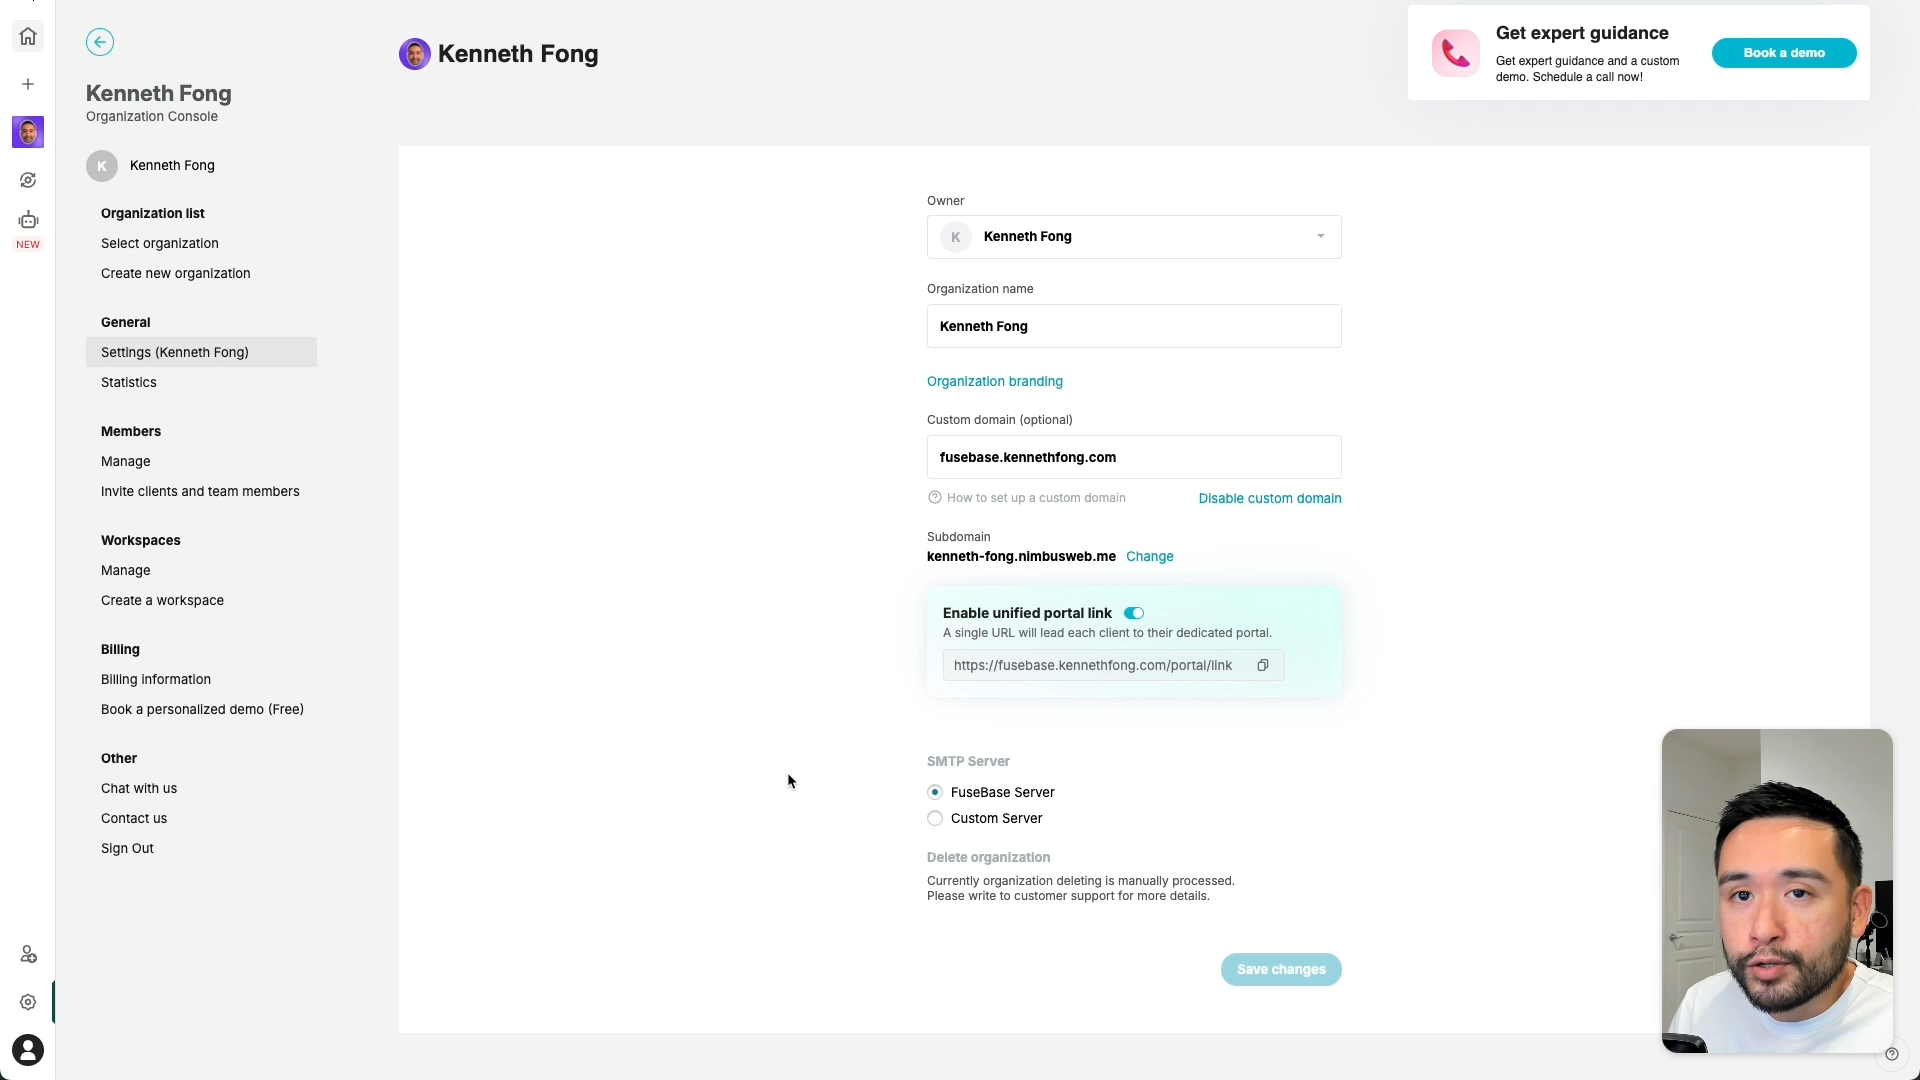 Kenneth Fong
Get expert guidance
Get expert guidance and a custom
demo. Schedule a call now!
Book a demo
Kenneth Fong
Organization Console
K
Kenneth Fong
Organization list
Select organization
Create new organization
General
Settings (Kenneth Fong)
Statistics
Members
Manage
Invite clients and team members
Workspaces
Manage
Create a workspace
Billing
Billing information
Book a personalized demo (Free)
Other
Chat with us
Contact us
Sign Out
NEW
Owner
K
Kenneth Fong
Organization name
Kenneth Fong
Organization branding
Custom domain (optional)
fusebase.kennethfong.com
How to set up a custom domain
Disable custom domain
Subdomain
kenneth-fong.nimbusweb.me Change
Enable unified portal link
A single URL will lead each client to their dedicated portal.
https://fusebase.kennethfong.com/portal/link
SMTP Server
FuseBase Server
Custom Server
Delete organization
Currently organization deleting is manually processed.
Please write to customer support for more details.
Save changes